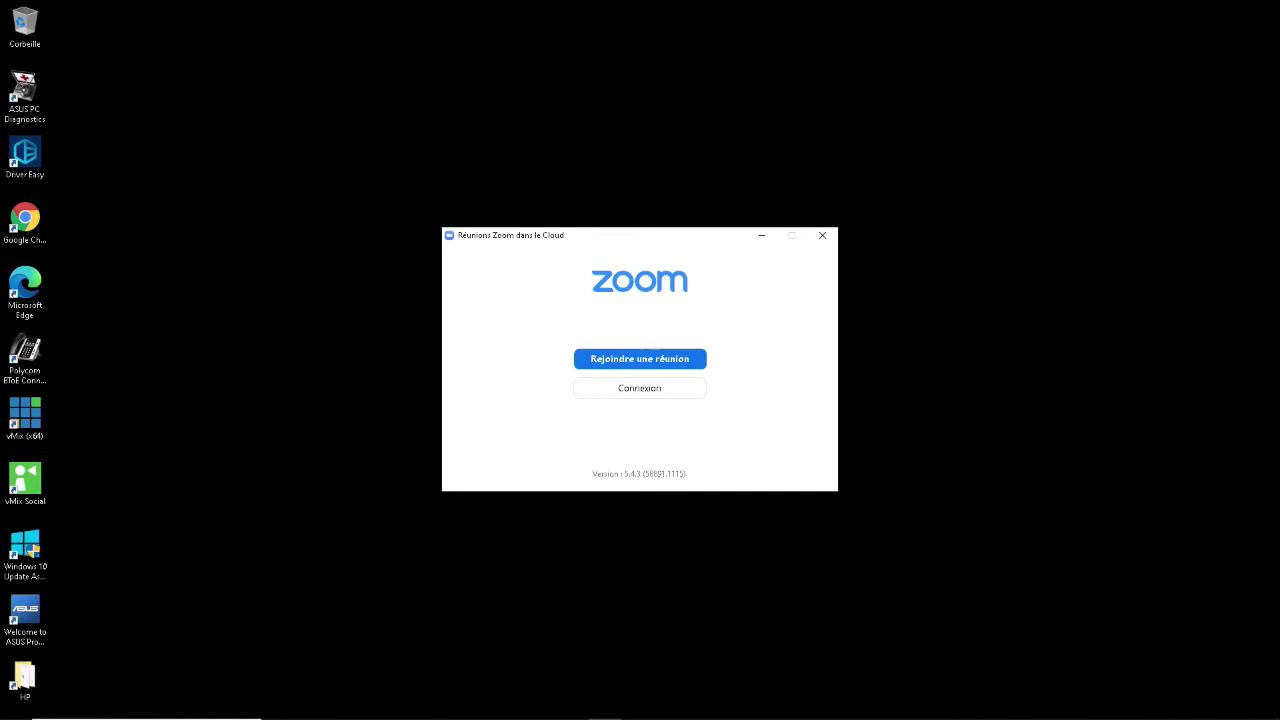 Corbeille
ASUS PC
Diagnostics
Driver Easy
Google Ch...
Microsoft
Edge
Polycom
BToE Conn...
vMix (x64)
vMix Social
Windows 10
Update As...
ASUS
Welcome to
ASUS Pro...
HP
Réunions Zoom dans le Cloud
zoom
Rejoindre une réunion
Connexion
Version : 5.4.3 (58891.1115)